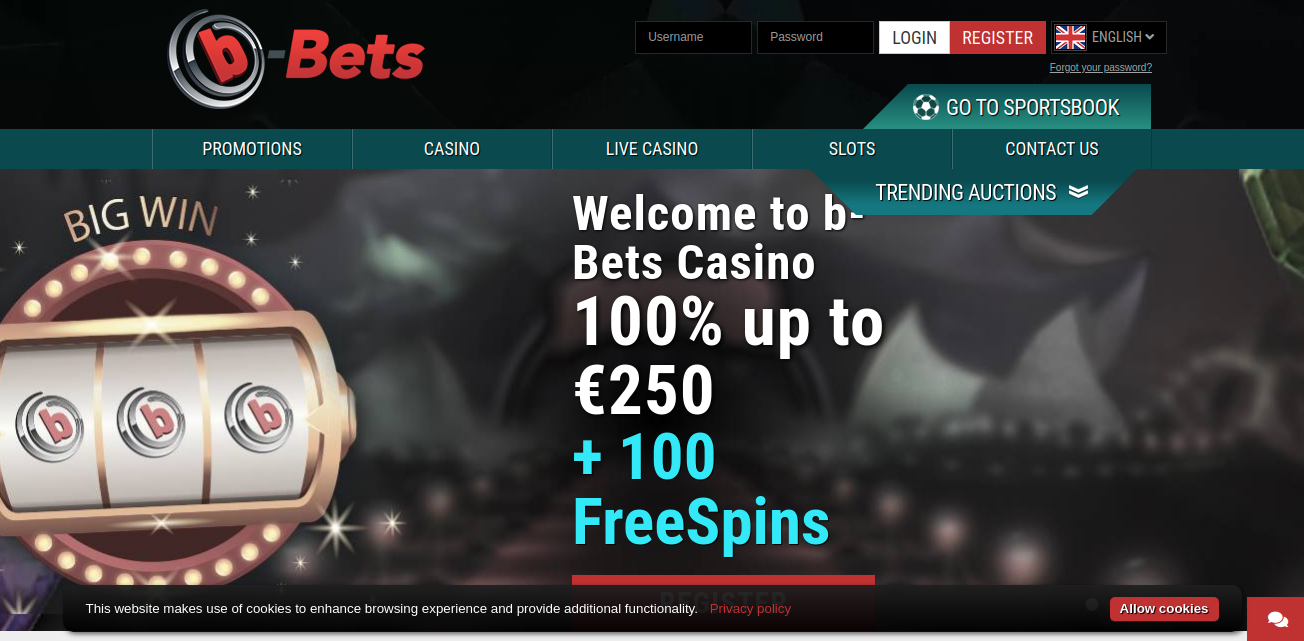 b-Bets
Username
Password
LOGIN
REGISTER
ENGLISH
Forgot your password?
GO TO SPORTSBOOK
PROMOTIONS
CASINO
LIVE CASINO
SLOTS
CONTACT US
TRENDING AUCTIONS
BIG WIN
Welcome to b-
Bets Casino
100% up to
€250
+ 100
FreeSpins
b
b
b
REGISTER
This website makes use of cookies to enhance browsing experience and provide additional functionality. Privacy policy
Allow cookies